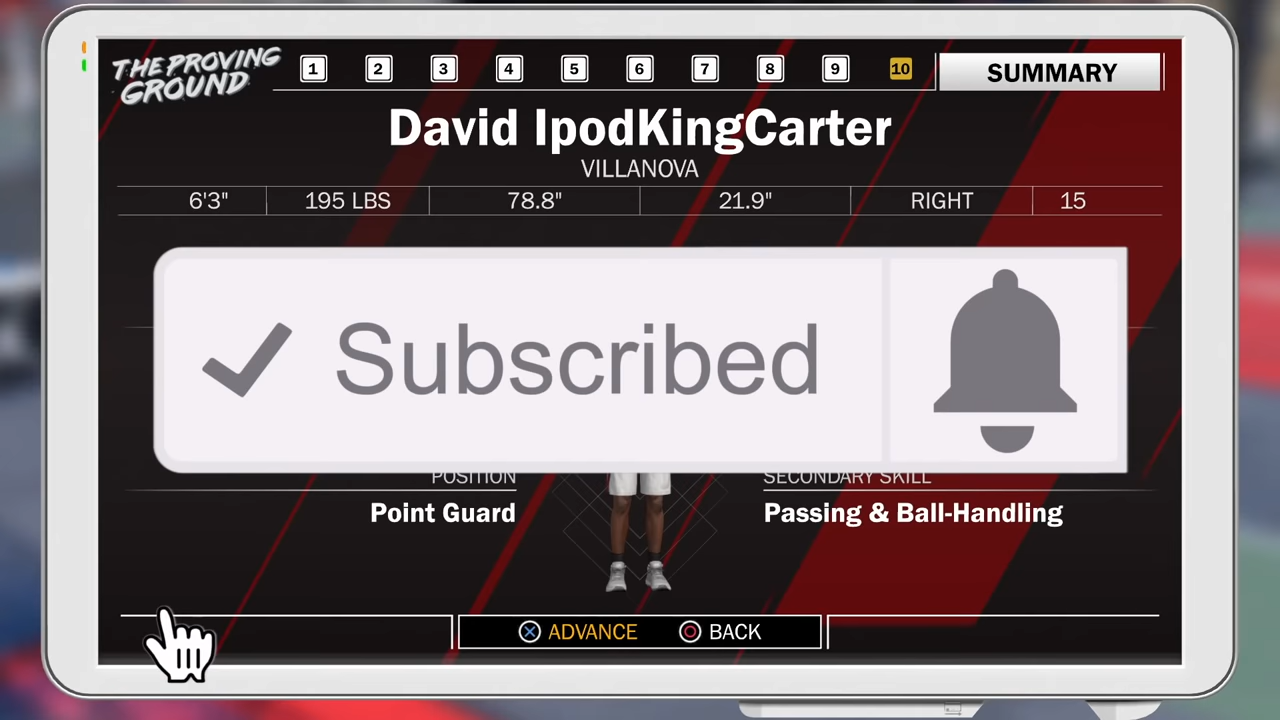 THE PROVING
GROUND
1 2 3 4 5 6 7 8 9 10
SUMMARY
David IpodKingCarter
VILLANOVA
6'3" 195 LBS 78.8" 21.9" RIGHT 15
Subscribed
POSITION
Point Guard
SECONDARY SKILL
Passing & Ball-Handling
ADVANCE BACK